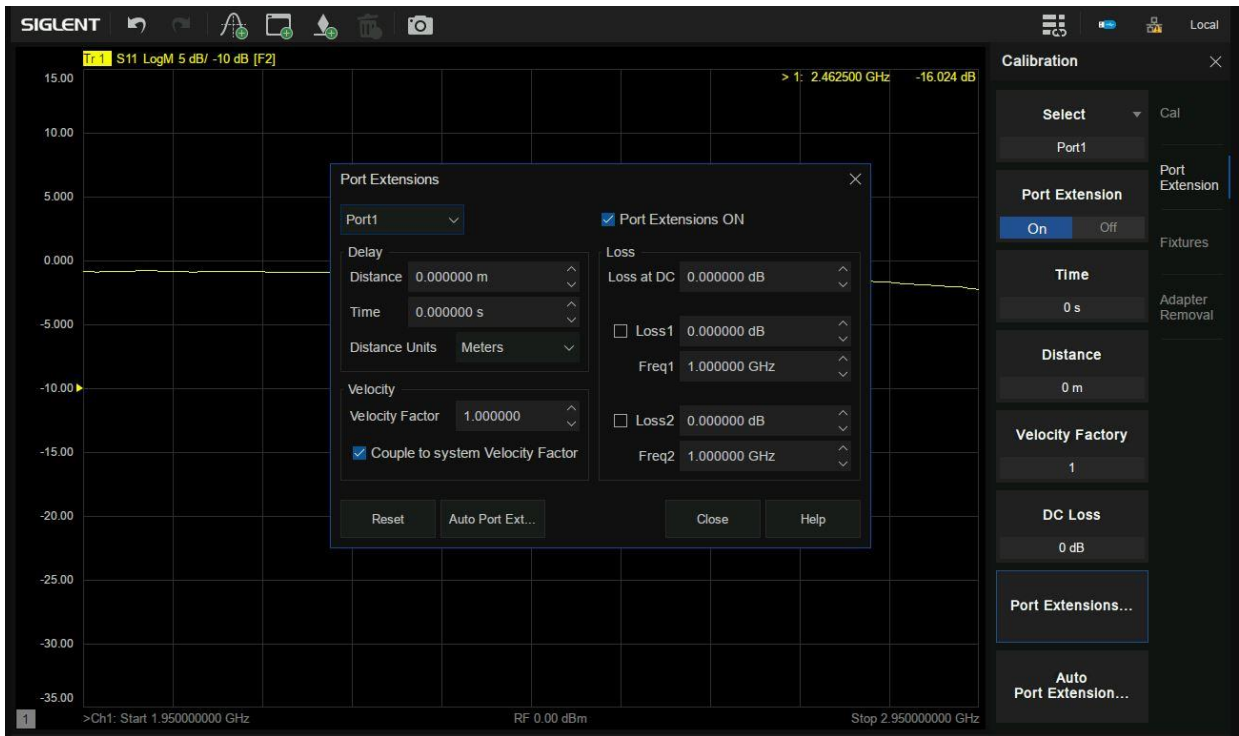 SIGLENT
Local
Tr 1 S11 LogM 5 dB/ -10 dB [F2]
> 1: 2.462500 GHz -16.024 dB
15.00
10.00
5.000
0.000
-5.000
-10.00
-15.00
-20.00
-25.00
-30.00
-35.00
1
>Ch1: Start 1.950000000 GHz
RF 0.00 dBm
Stop 2.950000000 GHz
Port Extensions
Port1
Port Extensions ON
Delay
Distance 0.000000 m
Time 0.000000 s
Distance Units Meters
Velocity
Velocity Factor 1.000000
Couple to system Velocity Factor
Loss
Loss at DC 0.000000 dB
Loss1 0.000000 dB
Freq1 1.000000 GHz
Loss2 0.000000 dB
Freq2 1.000000 GHz
Reset
Auto Port Ext...
Close
Help
Calibration
Select
Port1
Port Extension
On Off
Time
0 s
Distance
0 m
Velocity Factory
1
DC Loss
0 dB
Port Extensions...
Auto
Port Extension...
Cal
Port
Extension
Fixtures
Adapter
Removal